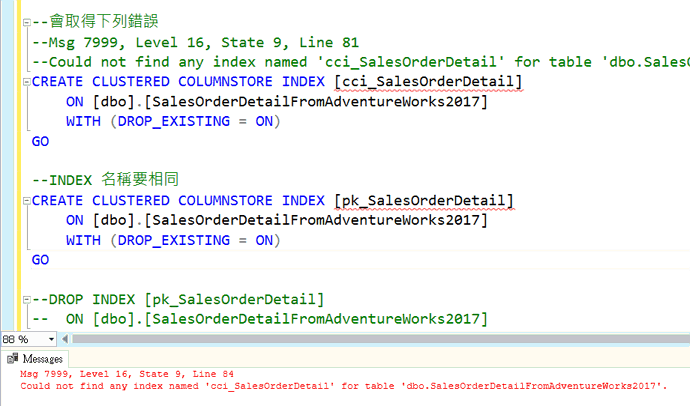 --會取得下列錯誤
--Msg 7999, Level 16, State 9, Line 81
--Could not find any index named 'cci_SalesOrderDetail' for table 'dbo.SalesO
CREATE CLUSTERED COLUMNSTORE INDEX [cci_SalesOrderDetail]
ON [dbo].[SalesOrderDetailFromAdventureWorks2017]
WITH (DROP_EXISTING = ON)
GO
--INDEX 名稱要相同
CREATE CLUSTERED COLUMNSTORE INDEX [pk_SalesOrderDetail]
ON [dbo].[SalesOrderDetailFromAdventureWorks2017]
WITH (DROP_EXISTING = ON)
GO
--DROP INDEX [pk_SalesOrderDetail]
-- ON [dbo].[SalesOrderDetailFromAdventureWorks2017]
88 %
Messages
Msg 7999, Level 16, State 9, Line 84
Could not find any index named 'cci_SalesOrderDetail' for table 'dbo.SalesOrderDetailFromAdventureWorks2017'.